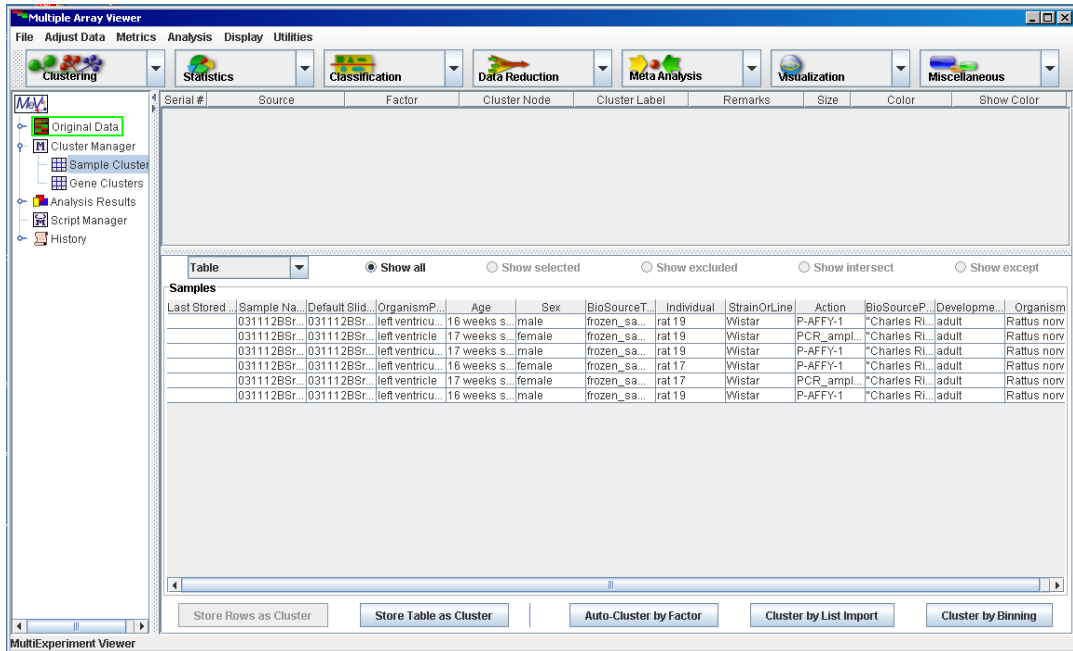 Multiple Array Viewer
File Adjust Data Metrics Analysis Display Utilities
Clustering Statistics Classification Data Reduction Meta Analysis Visualization Miscellaneous
MeV
Original Data
Cluster Manager
Sample Cluster
Gene Clusters
Analysis Results
Script Manager
History
Serial # Source Factor Cluster Node Cluster Label Remarks Size Color Show Color
Table Show all Show selected Show excluded Show intersect Show except
Samples
Last Stored ... Sample Na... Default Slid... OrganismP... Age Sex BioSourceT... Individual StrainOrLine Action BioSourceP... Developme... Organism
031112BSr... 031112BSr... left ventricu... 16 weeks s... male frozen_sa... rat 19 Wistar P-AFFY-1 "Charles Ri... adult Rattus norv
031112BSr... 031112BSr... left ventricle 17 weeks s... female frozen_sa... rat 19 Wistar PCR_ampl... "Charles Ri... adult Rattus norv
031112BSr... 031112BSr... left ventricu... 17 weeks s... male frozen_sa... rat 19 Wistar P-AFFY-1 "Charles Ri... adult Rattus norv
031112BSr... 031112BSr... left ventricu... 16 weeks s... female frozen_sa... rat 17 Wistar P-AFFY-1 "Charles Ri... adult Rattus norv
031112BSr... 031112BSr... left ventricle 17 weeks s... female frozen_sa... rat 17 Wistar PCR_ampl... "Charles Ri... adult Rattus norv
031112BSr... 031112BSr... left ventricu... 16 weeks s... male frozen_sa... rat 19 Wistar P-AFFY-1 "Charles Ri... adult Rattus norv
Store Rows as Cluster Store Table as Cluster Auto-Cluster by Factor Cluster by List Import Cluster by Binning
MultiExperiment Viewer